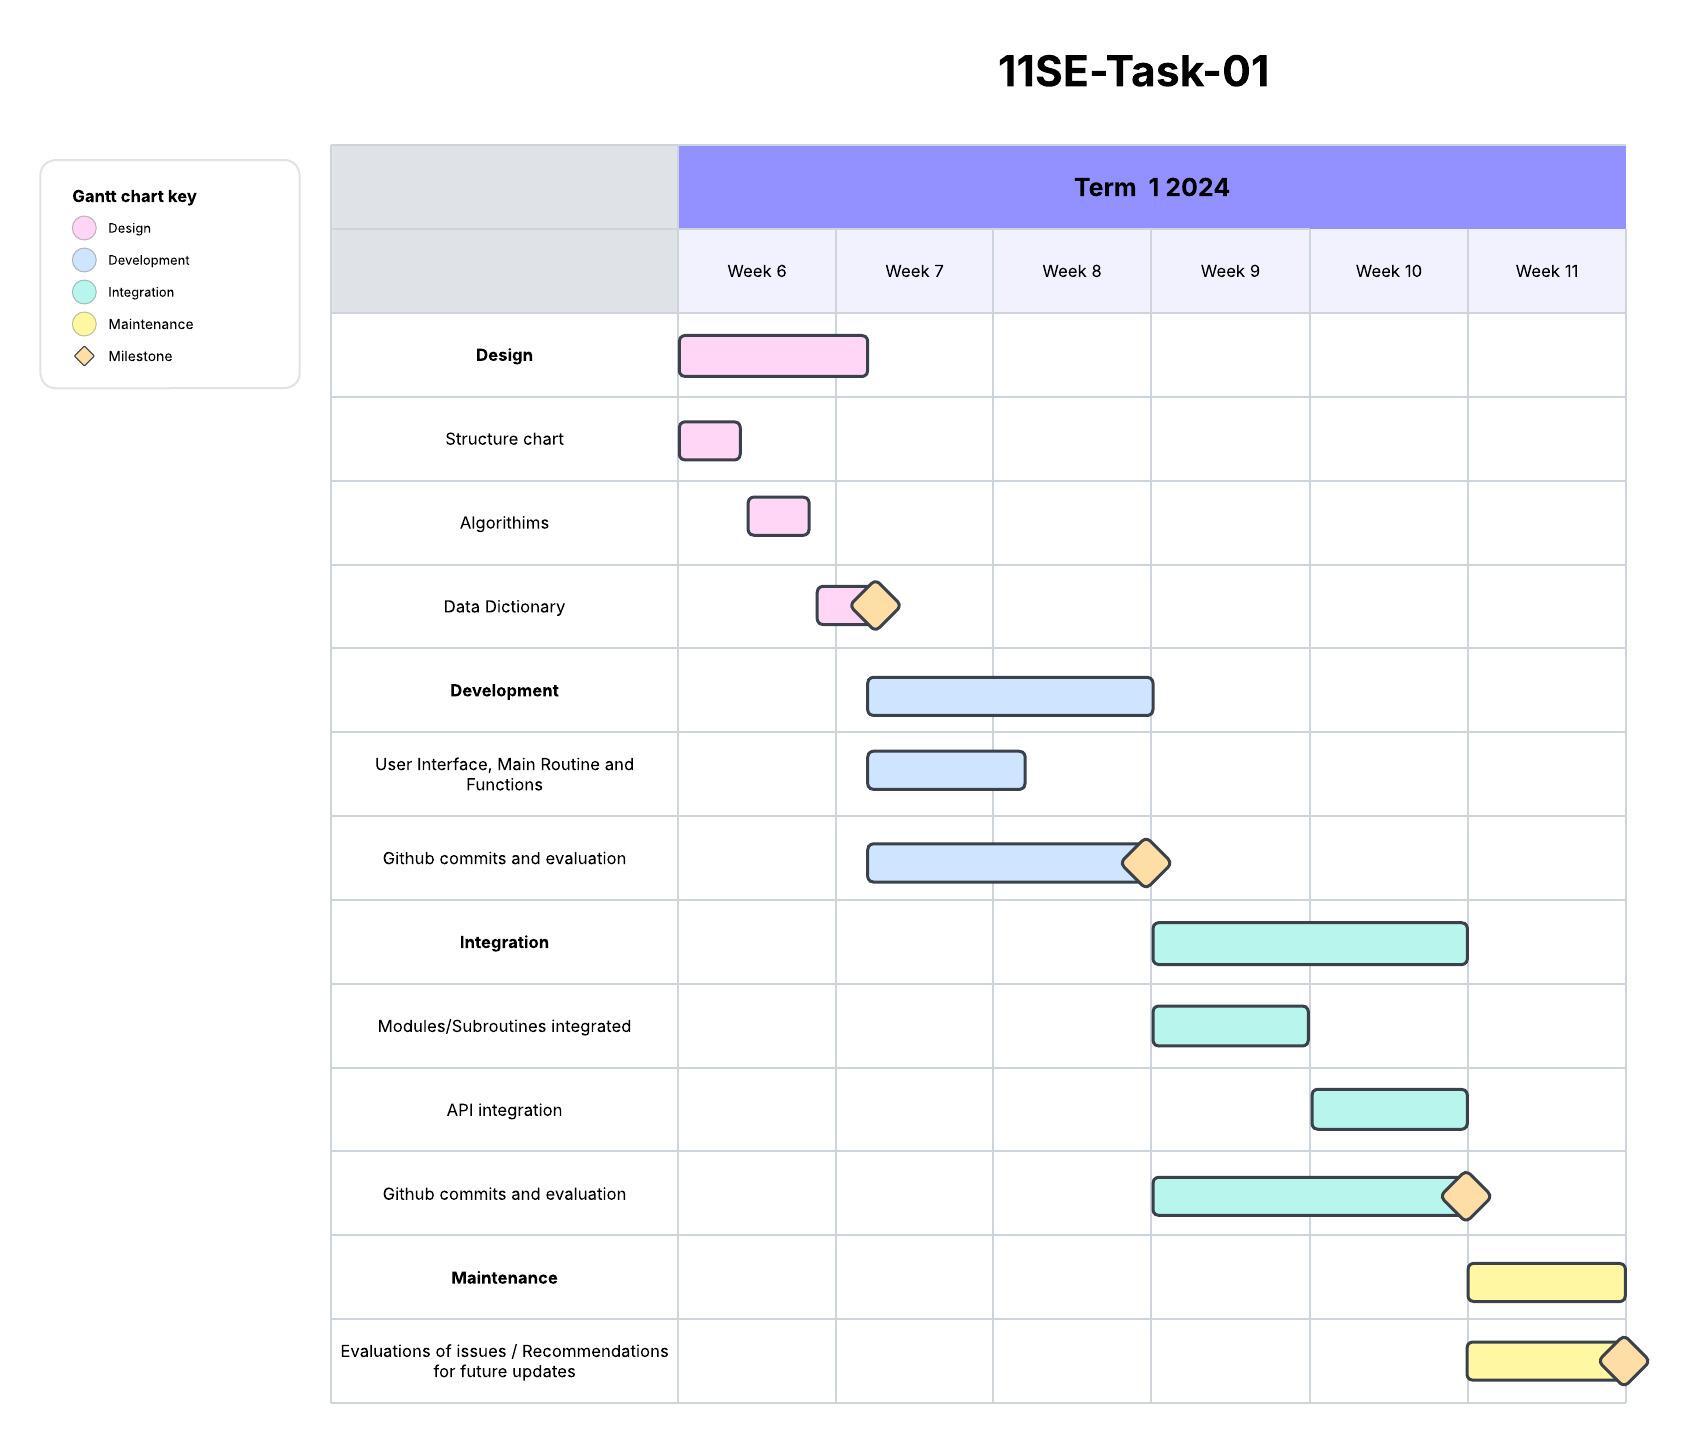 11SE-Task-01
Gantt chart key
Design
Development
Integration
Maintenance
Milestone
Term 1 2024
Week 6
Week 7
Week 8
Week 9
Week 10
Week 11
Design
Structure chart
Algorithims
Data Dictionary
Development
User Interface, Main Routine and
Functions
Github commits and evaluation
Integration
Modules/Subroutines integrated
API integration
Github commits and evaluation
Maintenance
Evaluations of issues / Recommendations
for future updates